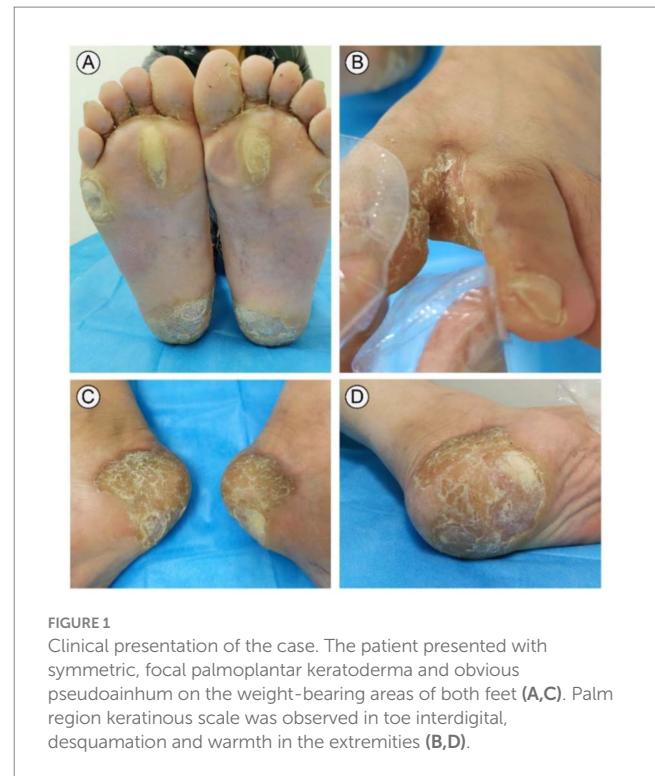 A
B
C
D
FIGURE 1
Clinical presentation of the case. The patient presented with
symmetric, focal palmoplantar keratoderma and obvious
pseudoainhum on the weight-bearing areas of both feet (A,C). Palm
region keratinous scale was observed in toe interdigital,
desquamation and warmth in the extremities (B,D).